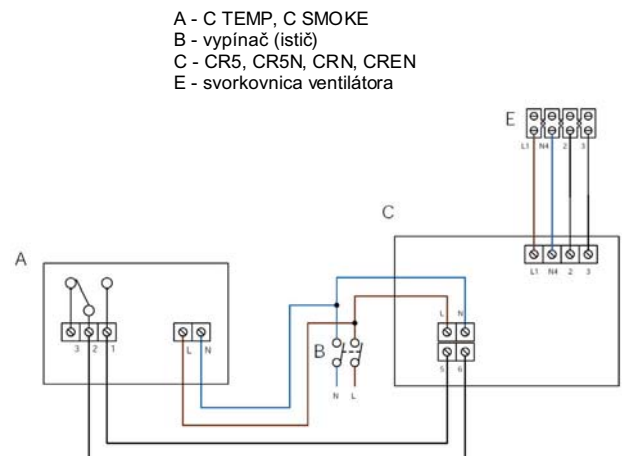 A - C TEMP, C SMOKE
B - vypínač (istič)
C - CR5, CR5N, CRN, CREN
E - svorkovnica ventilátora
E
L1 N4 2 3
C
L1 N4 2 3
A
L N
3 2 1 L N
B
N L
5 6